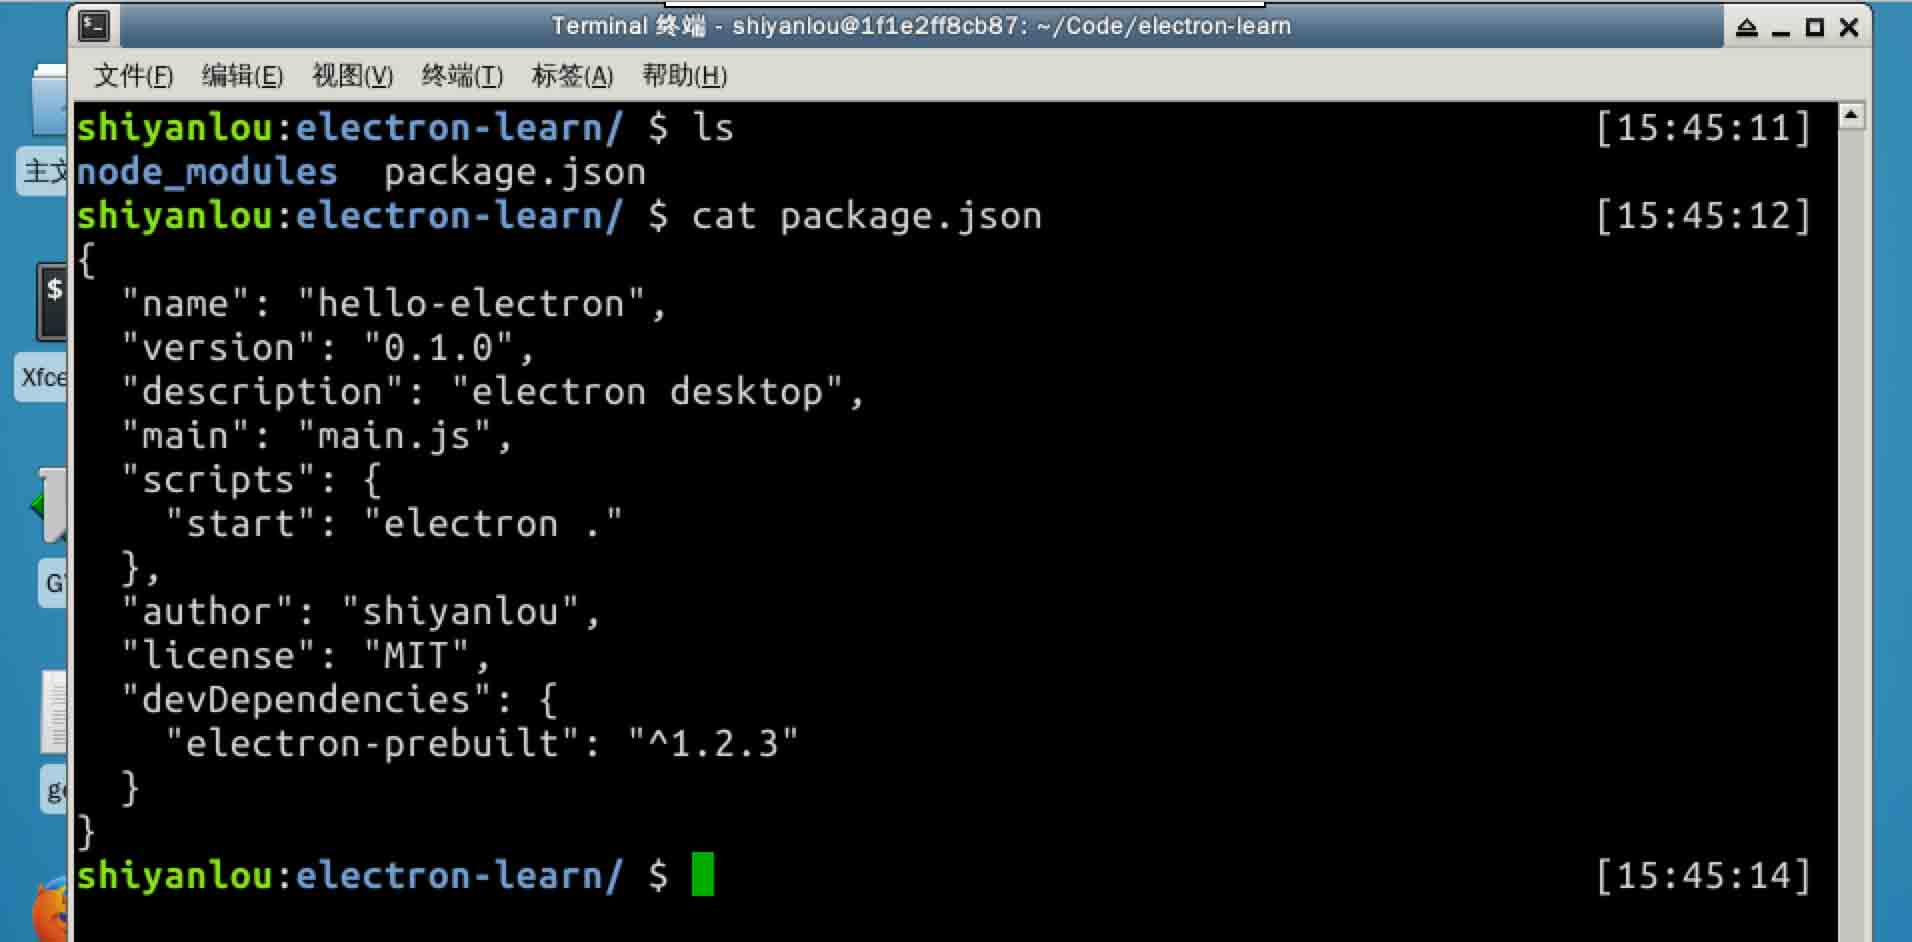 Terminal 终端 - shiyanlou@1f1e2ff8cb87: ~/Code/electron-learn
文件(F) 编辑(E) 视图(V) 终端(T) 标签(A) 帮助(H)
shiyanlou:electron-learn/ $ ls [15:45:11]
node_modules package.json
shiyanlou:electron-learn/ $ cat package.json [15:45:12]
{
  "name": "hello-electron",
  "version": "0.1.0",
  "description": "electron desktop",
  "main": "main.js",
  "scripts": {
    "start": "electron ."
  },
  "author": "shiyanlou",
  "license": "MIT",
  "devDependencies": {
    "electron-prebuilt": "^1.2.3"
  }
}
shiyanlou:electron-learn/ $ [15:45:14]
主文
$
Xfce